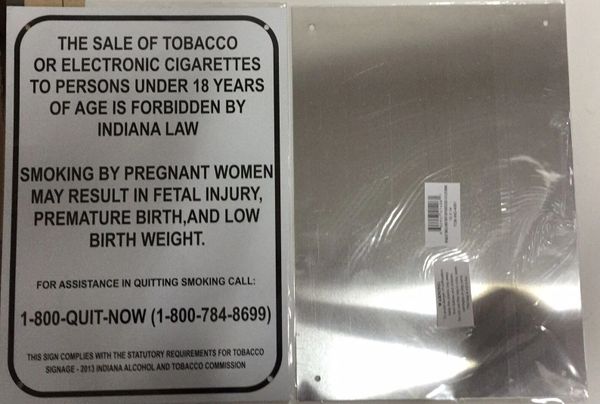 THE SALE OF TOBACCO
OR ELECTRONIC CIGARETTES
TO PERSONS UNDER 18 YEARS
OF AGE IS FORBIDDEN BY
INDIANA LAW
SMOKING BY PREGNANT WOMEN
MAY RESULT IN FETAL INJURY,
PREMATURE BIRTH,AND LOW
BIRTH WEIGHT.
FOR ASSISTANCE IN QUITTING SMOKING CALL:
1-800-QUIT-NOW (1-800-784-8699)
THIS SIGN COMPLIES WITH THE STATUTORY REQUIREMENTS FOR TOBACCO
SIGNAGE - 2013 INDIANA ALCOHOL AND TOBACCO COMMISSION